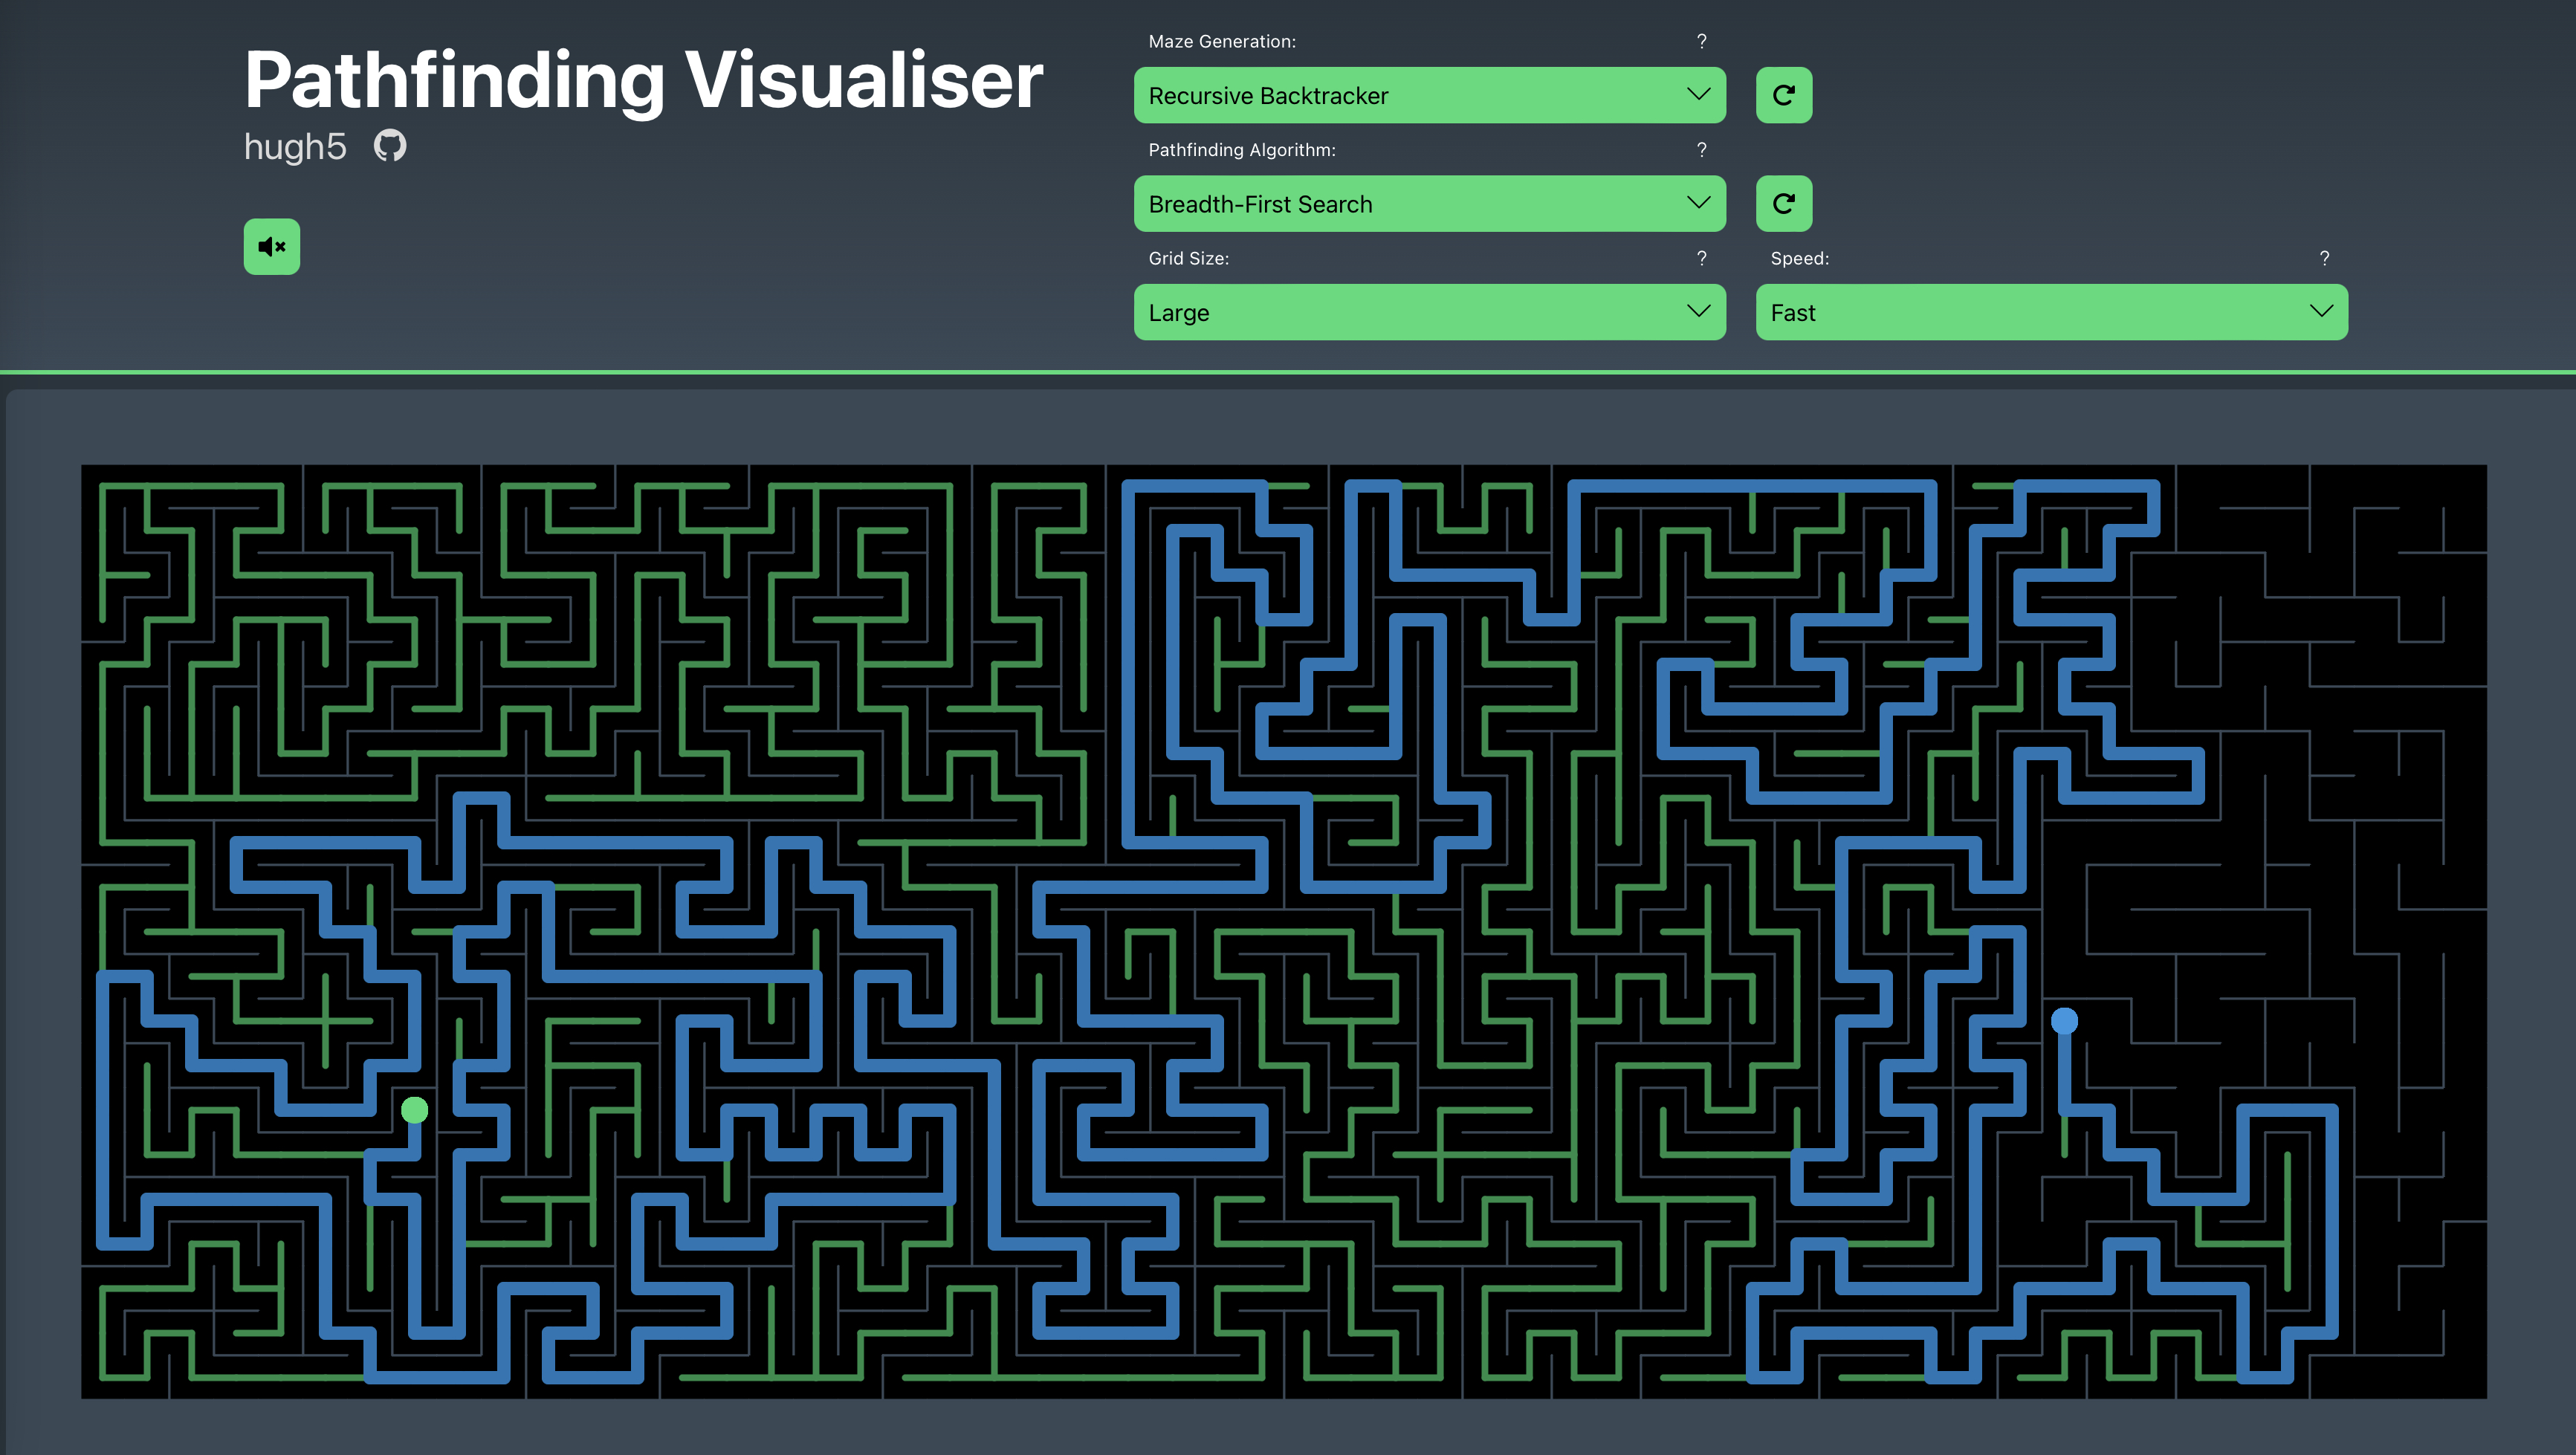 Pathfinding Visualiser
hugh5
Maze Generation: ?
Recursive Backtracker
Pathfinding Algorithm: ?
Breadth-First Search
Grid Size: ?
Large
Speed: ?
Fast